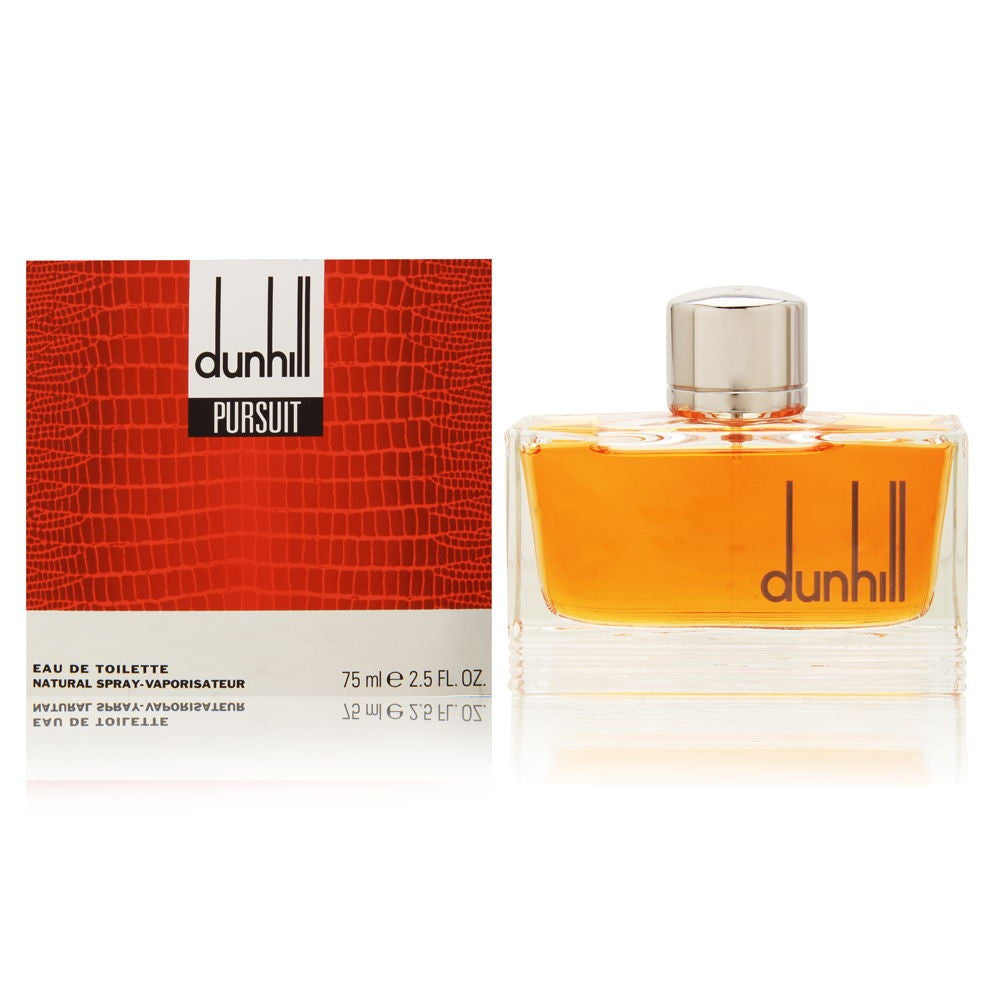 dunhill
PURSUIT
EAU DE TOILETTE
NATURAL SPRAY-VAPORISATEUR
75 ml ℮ 2.5 FL. OZ.
dunhill